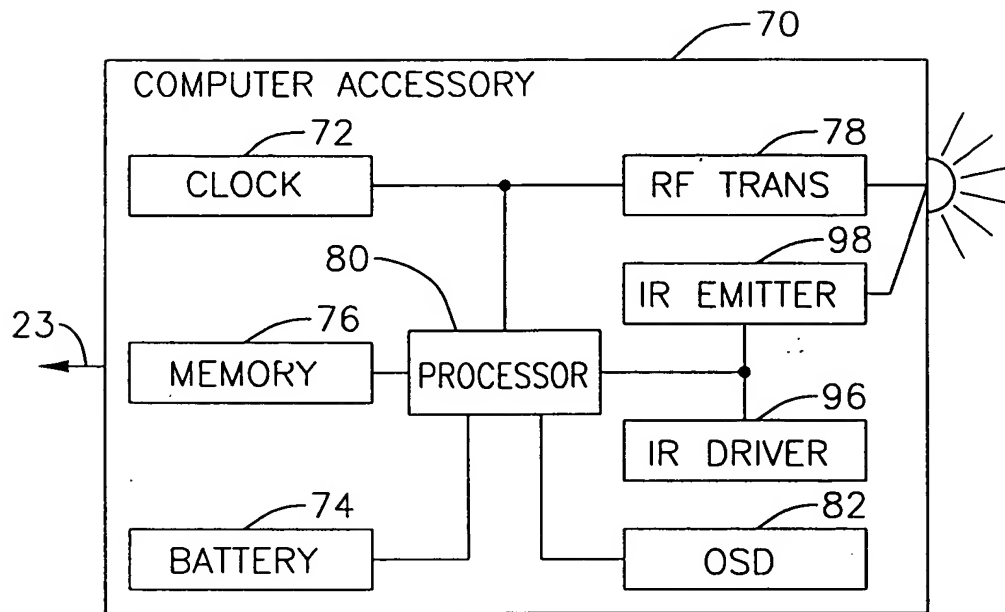 70
COMPUTER ACCESSORY
72
78
CLOCK
RF TRANS
80
98
IR EMITTER
23
76
MEMORY
PROCESSOR
96
IR DRIVER
74
82
BATTERY
OSD